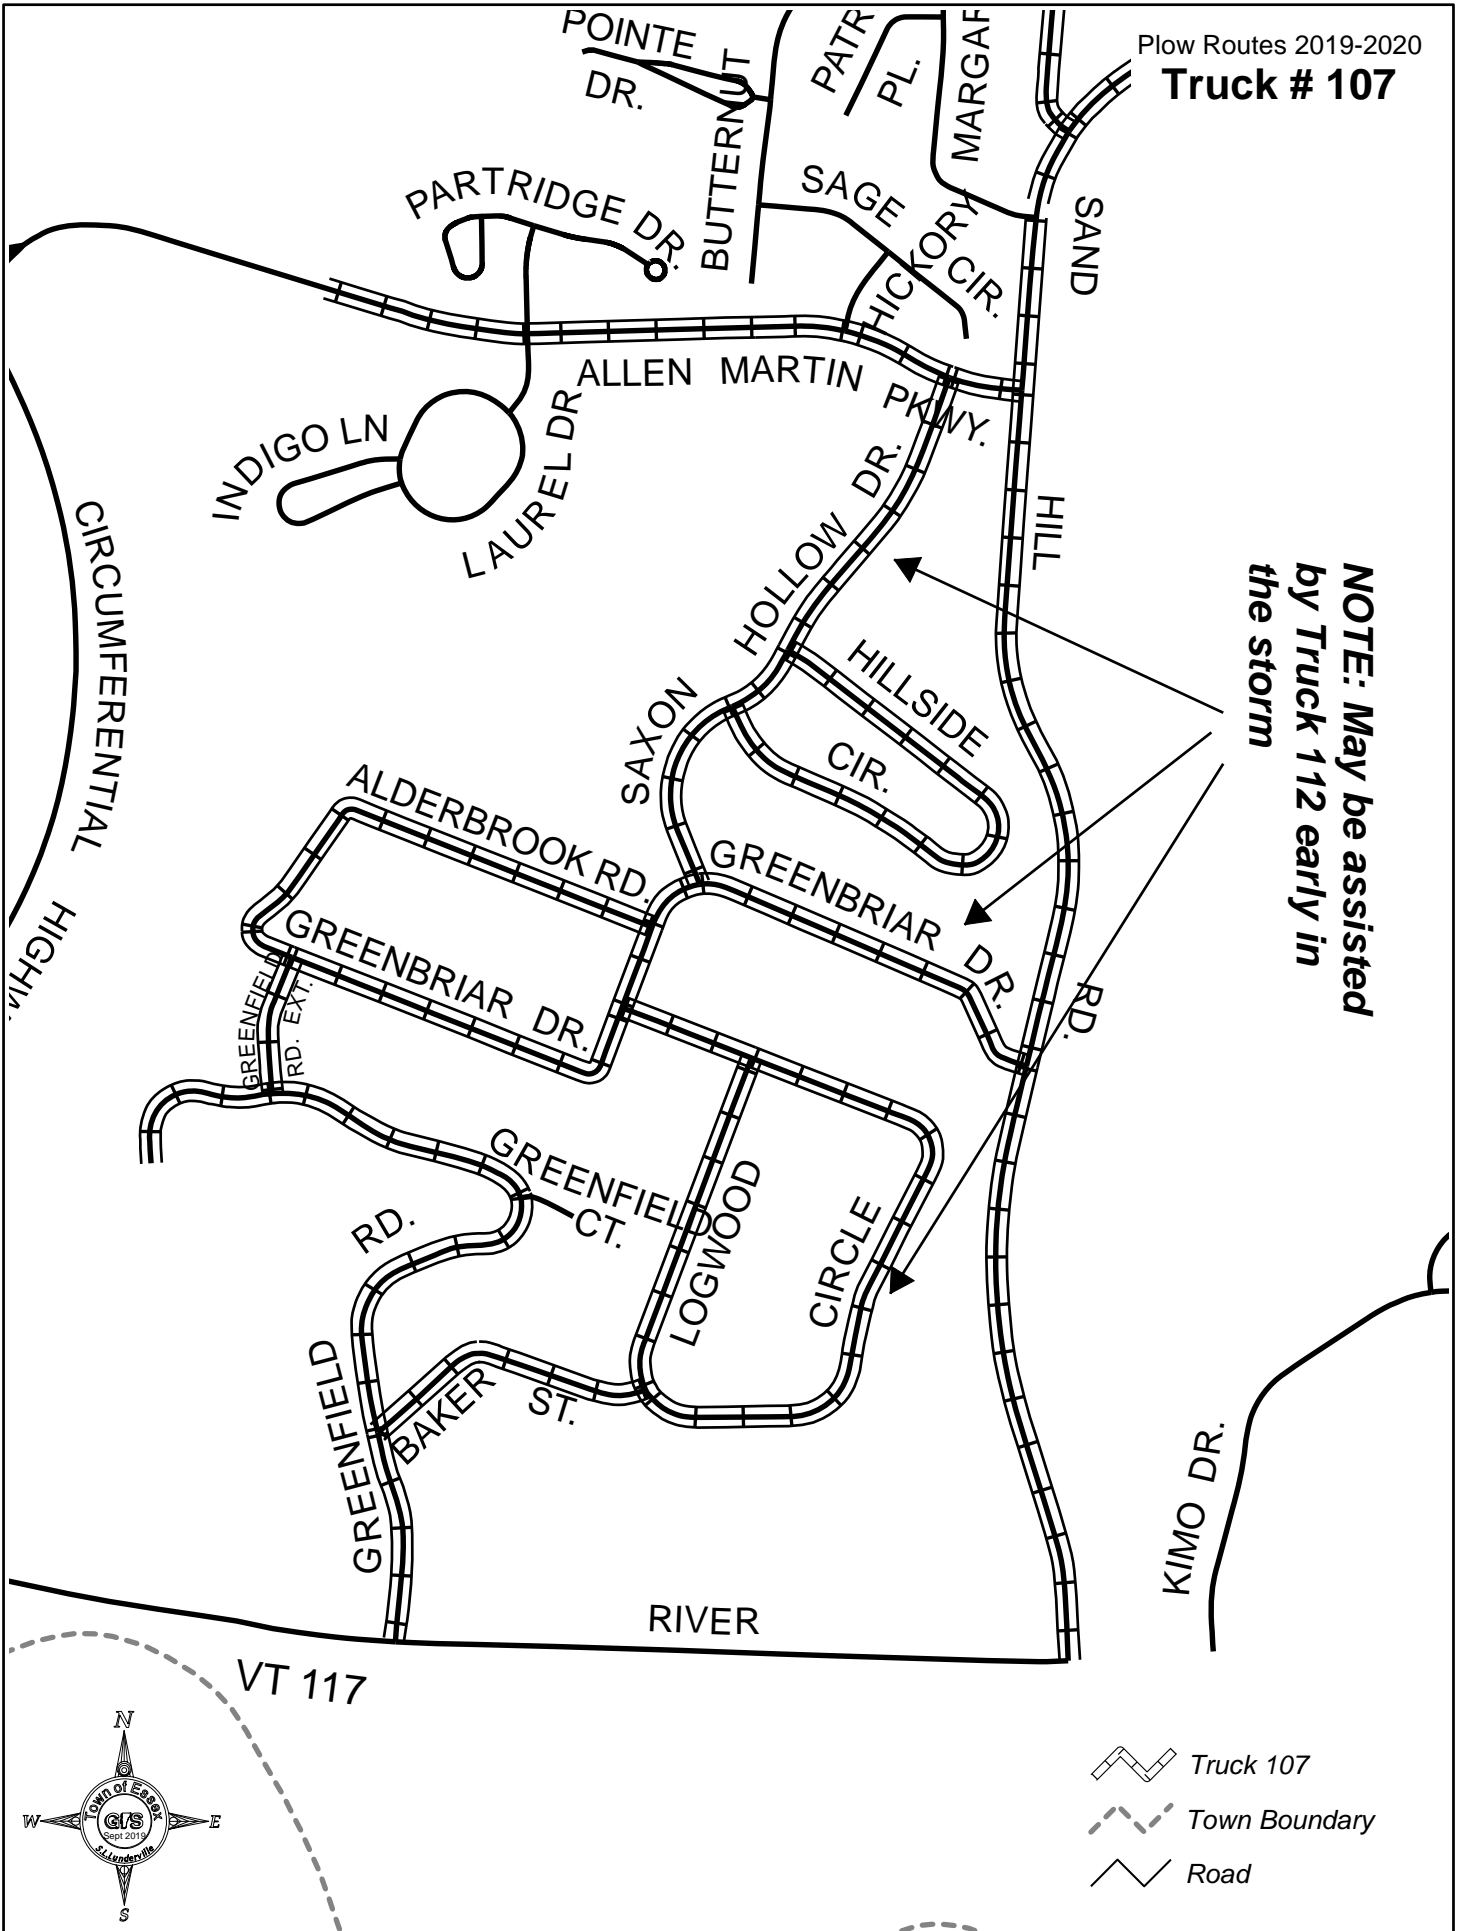 Plow Routes 2019-2020
Truck # 107
POINTE
DR.
BUTTERNUT
PATR
PL.
MARGAR
SAGE
CIR.
HICKORY
SAND
HILL
RD.
PARTRIDGE DR.
ALLEN MARTIN PKWY.
INDIGO LN
LAUREL DR
CIRCUMFERENTIAL
HIGHW
SAXON HOLLOW DR.
HILLSIDE
CIR.
NOTE: May be assisted
by Truck 112 early in
the storm
ALDERBROOK RD.
GREENBRIAR DR.
GREENBRIAR DR.
GREENFIELD
RD. EXT.
GREENFIELD
CT.
LOGWOOD
CIRCLE
GREENFIELD
RD.
BAKER ST.
KIMO DR.
RIVER
VT 117
N
W
E
S
Town of Essex
GIS
Sept 2019
S.L.Lunderville
Truck 107
Town Boundary
Road